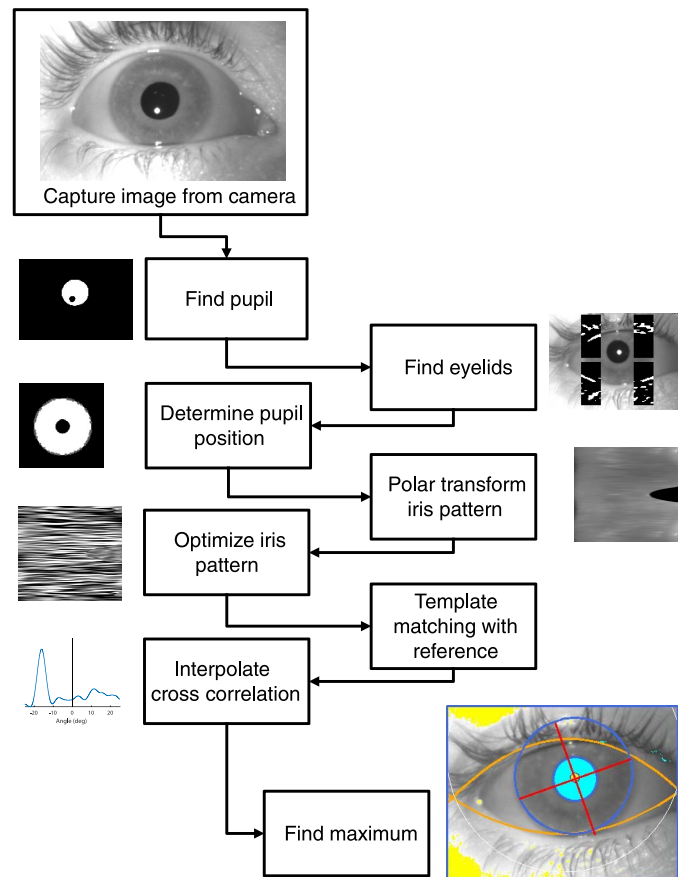 Capture image from camera
Find pupil
Find eyelids
Determine pupil
position
Polar transform
iris pattern
Optimize iris
pattern
Template
matching with
reference
Interpolate
cross correlation
-20 -10 0 10 20
Angle (deg)
Find maximum